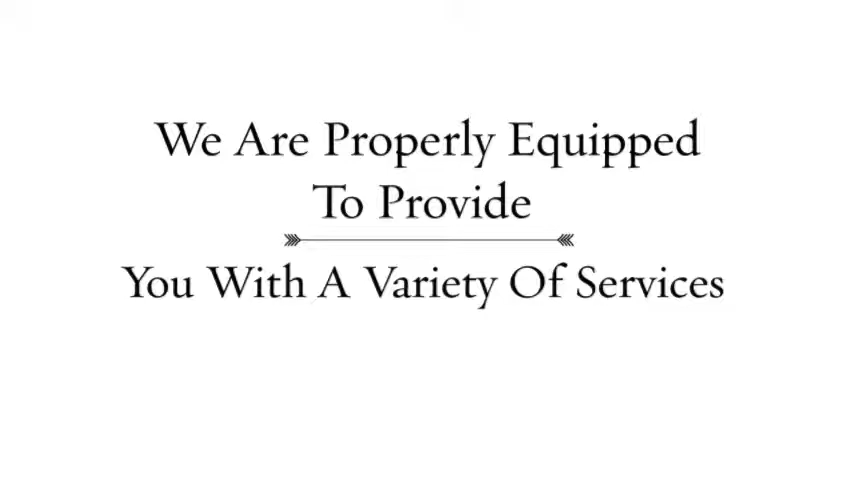 We Are Properly Equipped
To Provide
You With A Variety Of Services